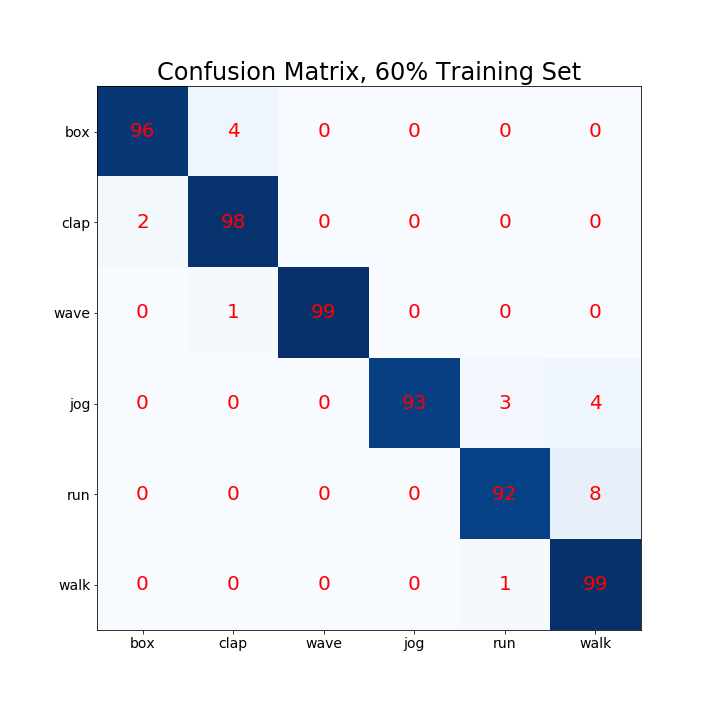 Confusion Matrix, 60% Training Set
box 96 4 0 0 0 0
clap 2 98 0 0 0 0
wave 0 1 99 0 0 0
jog 0 0 0 93 3 4
run 0 0 0 0 92 8
walk 0 0 0 0 1 99
box clap wave jog run walk